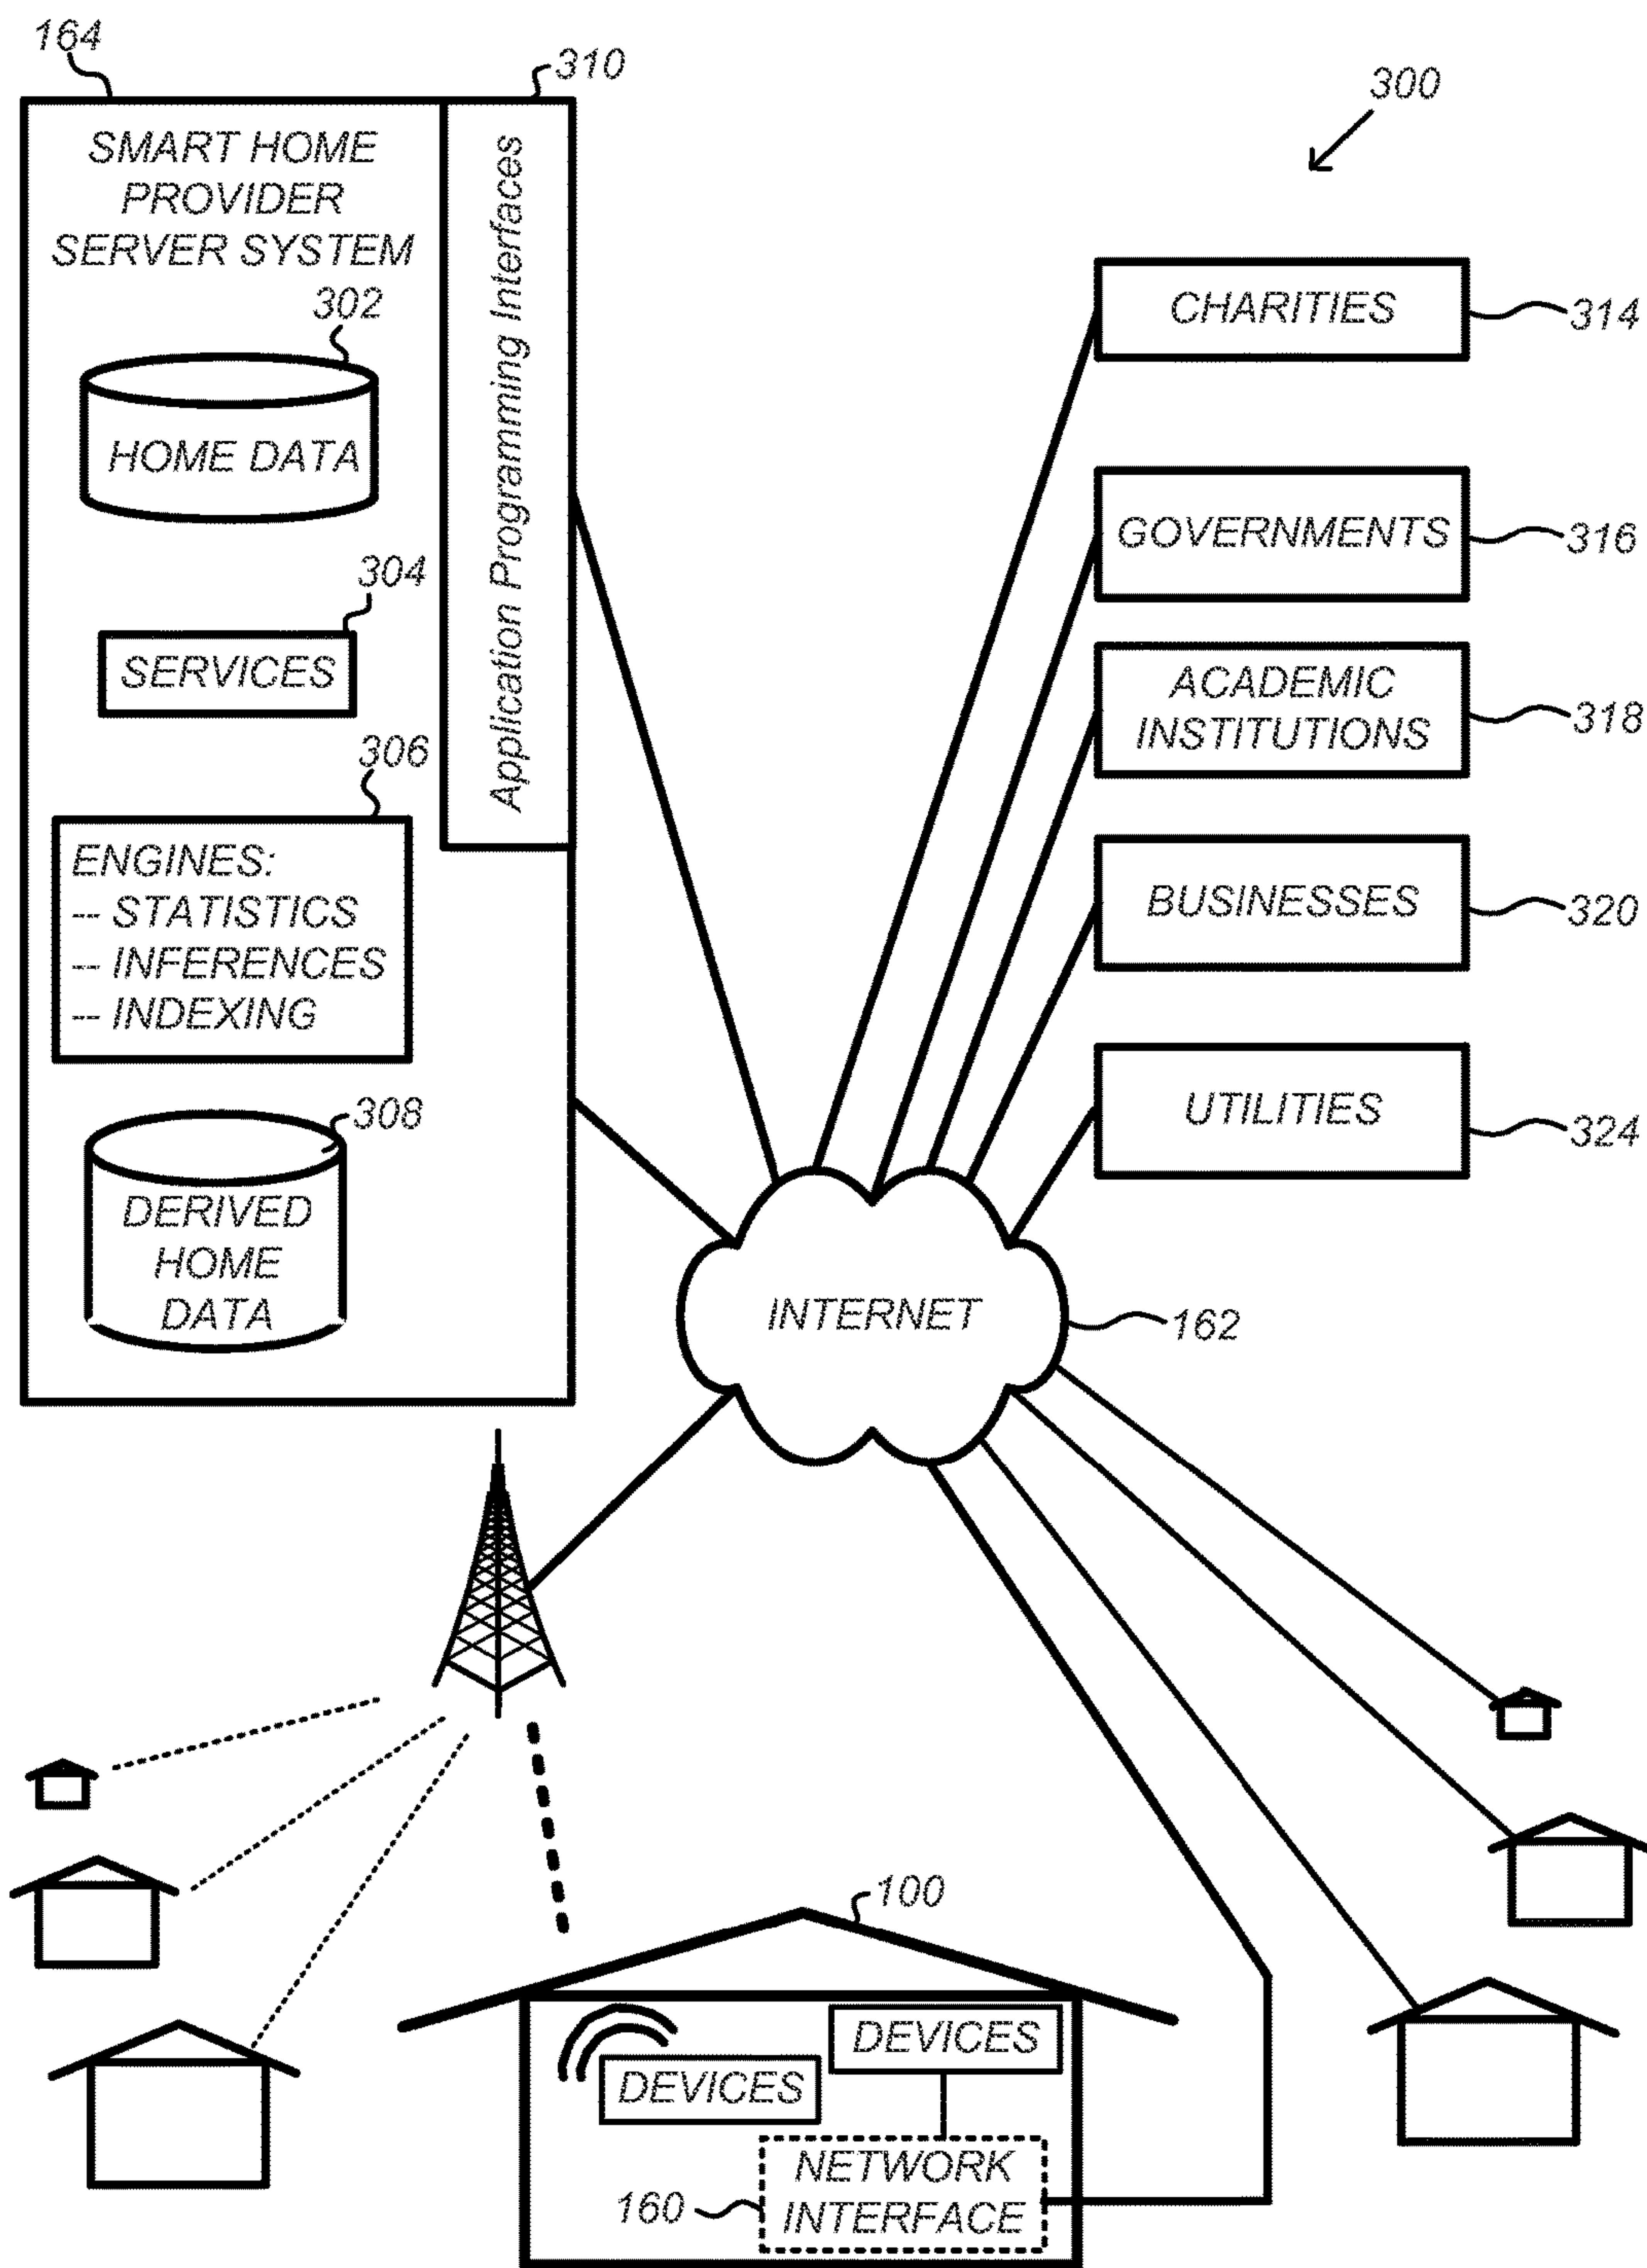 164
310
300
SMART HOME
PROVIDER
SERVER SYSTEM
Application Programming Interfaces
302
HOME DATA
304
SERVICES
306
ENGINES:
-- STATISTICS
-- INFERENCES
-- INDEXING
308
DERIVED
HOME
DATA
CHARITIES
314
GOVERNMENTS
316
ACADEMIC
INSTITUTIONS
318
BUSINESSES
320
UTILITIES
324
INTERNET
162
100
DEVICES
DEVICES
NETWORK
INTERFACE
160